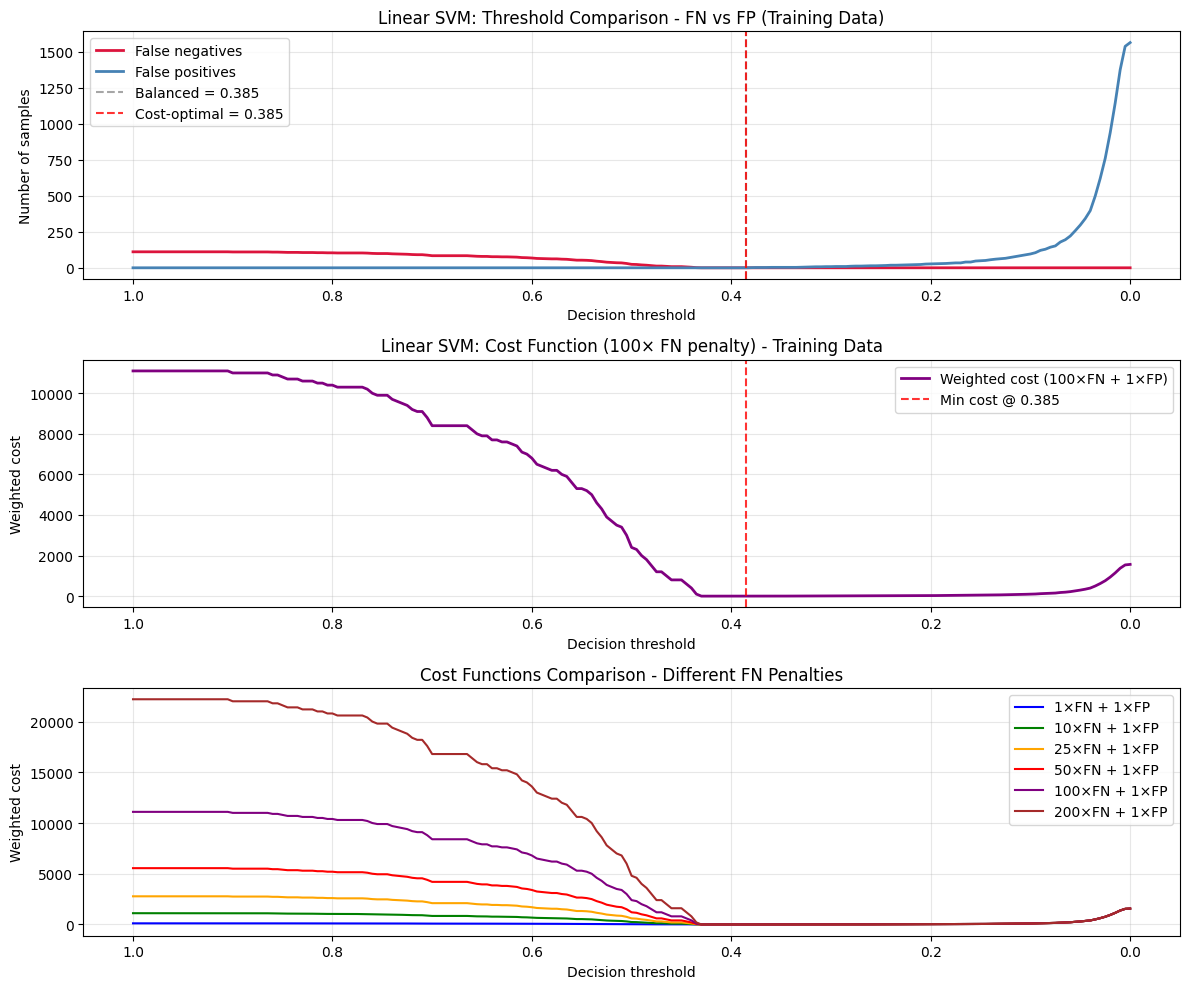 Linear SVM: Threshold Comparison - FN vs FP (Training Data)
Number of samples
1500
1250
1000
750
500
250
0
False negatives
False positives
Balanced = 0.385
Cost-optimal = 0.385
1.0 0.8 0.6 0.4 0.2 0.0
Decision threshold
Linear SVM: Cost Function (100× FN penalty) - Training Data
Weighted cost
10000
8000
6000
4000
2000
0
Weighted cost (100×FN + 1×FP)
Min cost @ 0.385
1.0 0.8 0.6 0.4 0.2 0.0
Decision threshold
Cost Functions Comparison - Different FN Penalties
Weighted cost
20000
15000
10000
5000
0
1×FN + 1×FP
10×FN + 1×FP
25×FN + 1×FP
50×FN + 1×FP
100×FN + 1×FP
200×FN + 1×FP
1.0 0.8 0.6 0.4 0.2 0.0
Decision threshold